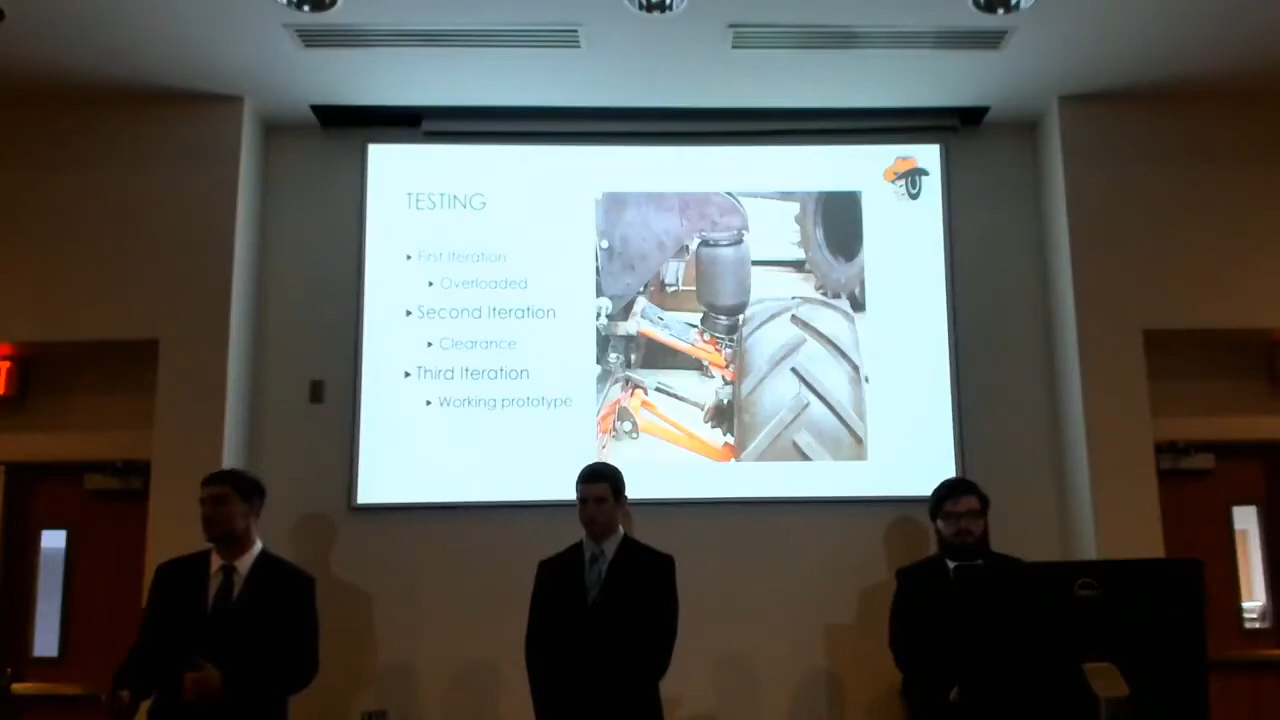 TESTING
First Iteration
Overloaded
Second Iteration
Clearance
Third Iteration
Working prototype